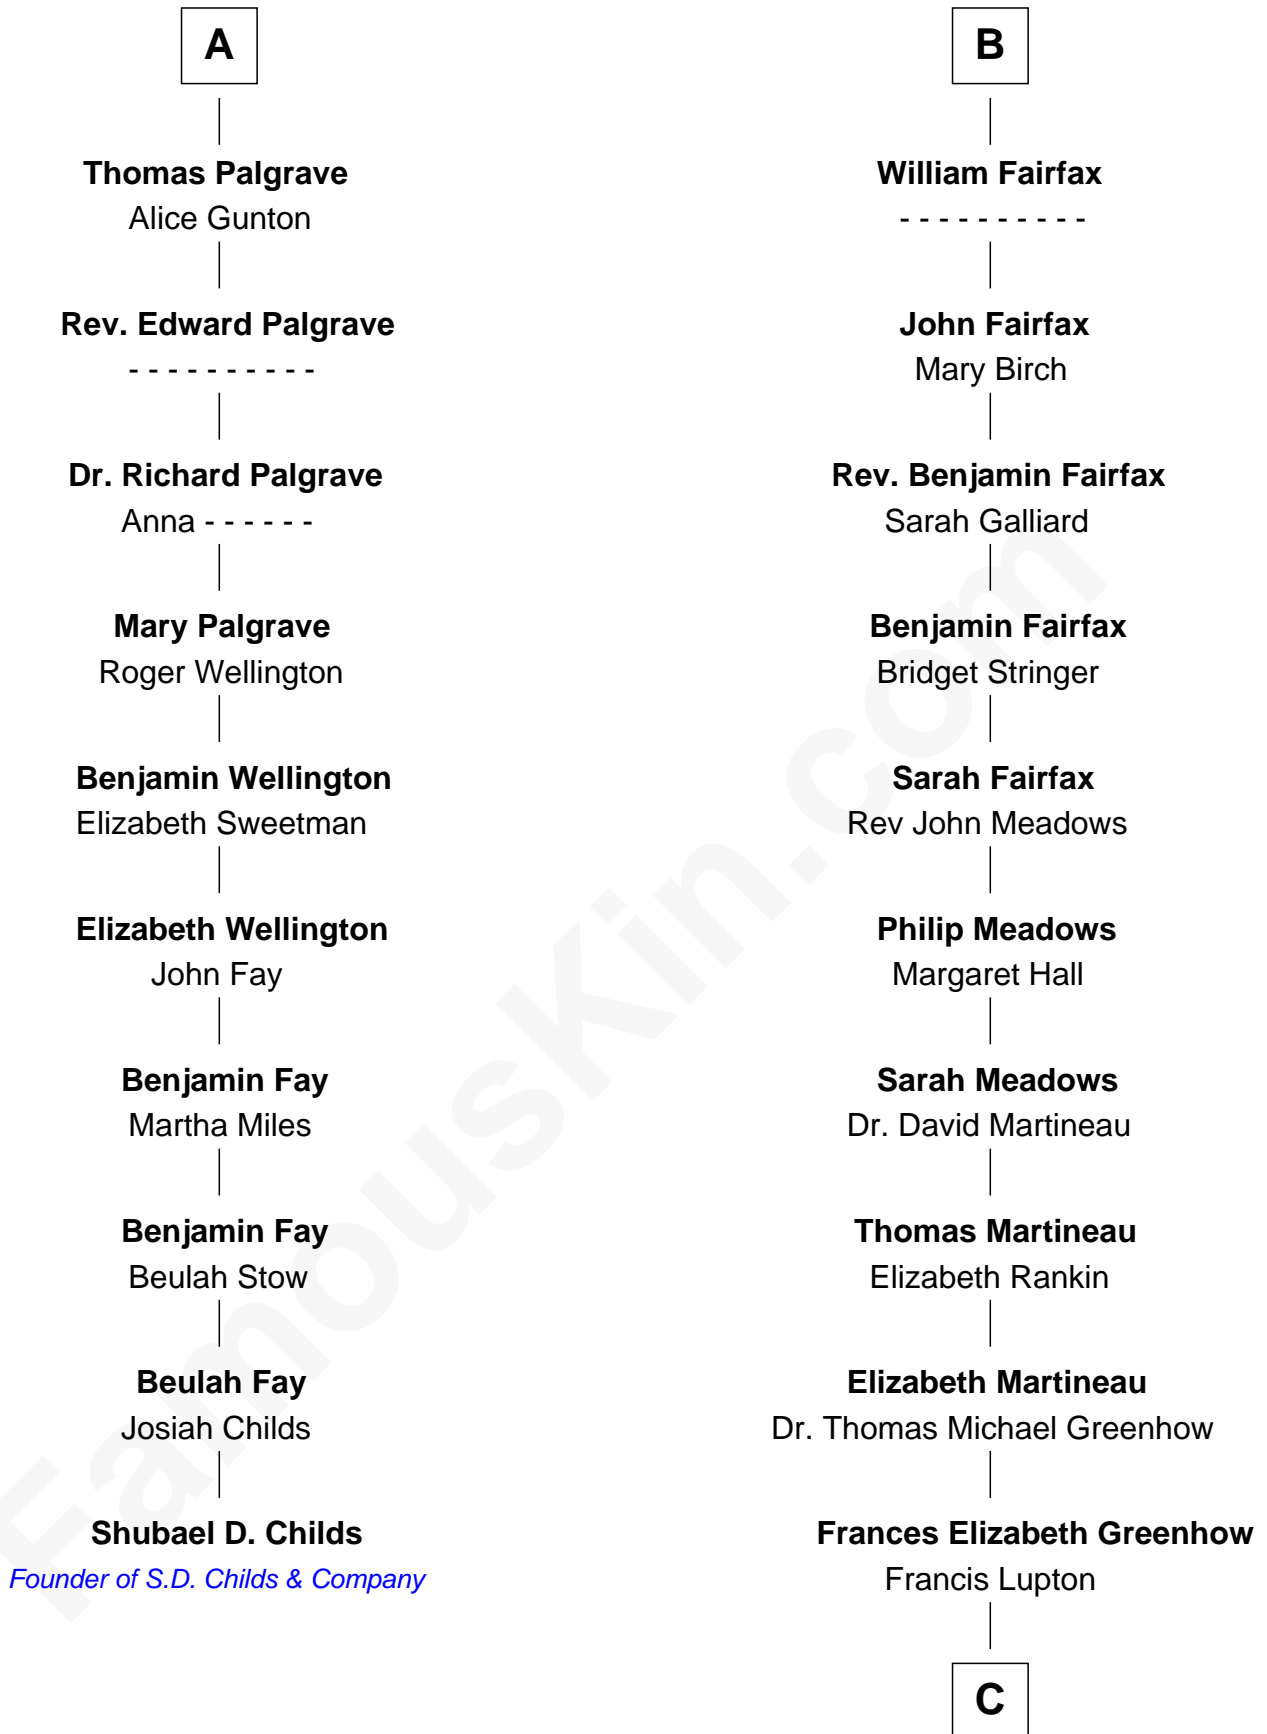 A
Thomas Palgrave
Alice Gunton
Rev. Edward Palgrave
- - - - - - - - - -
Dr. Richard Palgrave
Anna - - - - - -
Mary Palgrave
Roger Wellington
Benjamin Wellington
Elizabeth Sweetman
Elizabeth Wellington
John Fay
Benjamin Fay
Martha Miles
Benjamin Fay
Beulah Stow
Beulah Fay
Josiah Childs
Shubael D. Childs
Founder of S.D. Childs & Company
B
William Fairfax
- - - - - - - - - -
John Fairfax
Mary Birch
Rev. Benjamin Fairfax
Sarah Galliard
Benjamin Fairfax
Bridget Stringer
Sarah Fairfax
Rev John Meadows
Philip Meadows
Margaret Hall
Sarah Meadows
Dr. David Martineau
Thomas Martineau
Elizabeth Rankin
Elizabeth Martineau
Dr. Thomas Michael Greenhow
Frances Elizabeth Greenhow
Francis Lupton
C
FamousKin.com